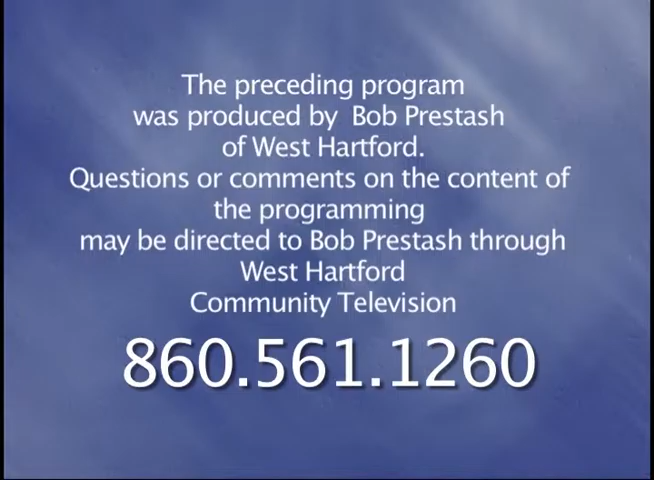 The preceding program
was produced by Bob Prestash
of West Hartford.
Questions or comments on the content of
the programming
may be directed to Bob Prestash through
West Hartford
Community Television
860.561.1260